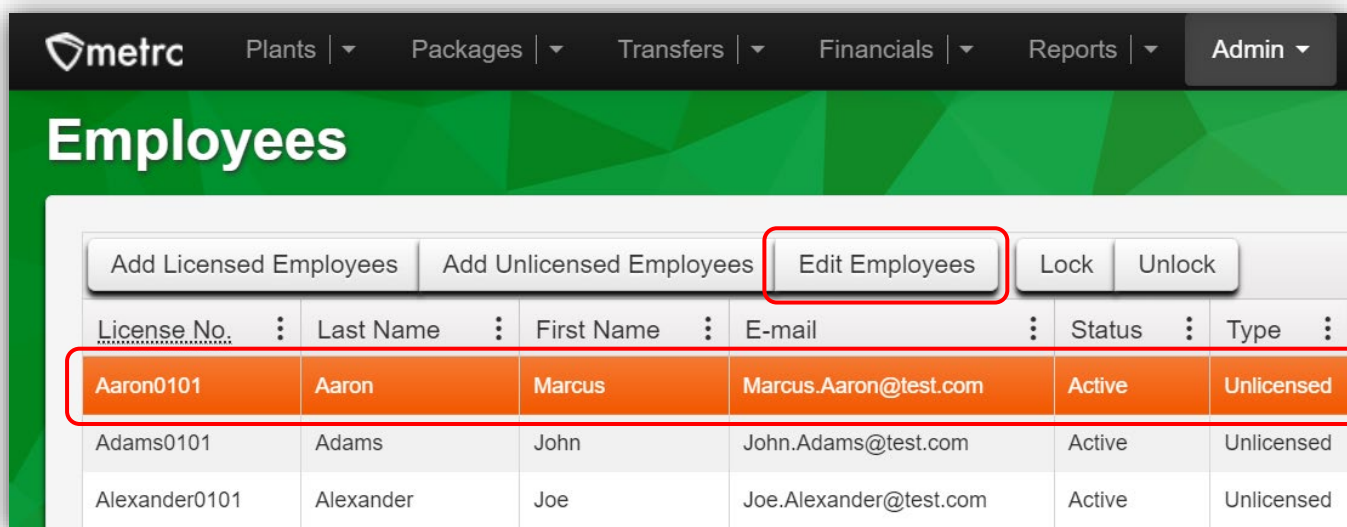 metrc Plants Packages Transfers Financials Reports Admin
Employees
Add Licensed Employees Add Unlicensed Employees Edit Employees Lock Unlock
License No. Last Name First Name E-mail Status Type
Aaron0101 Aaron Marcus Marcus.Aaron@test.com Active Unlicensed
Adams0101 Adams John John.Adams@test.com Active Unlicensed
Alexander0101 Alexander Joe Joe.Alexander@test.com Active Unlicensed